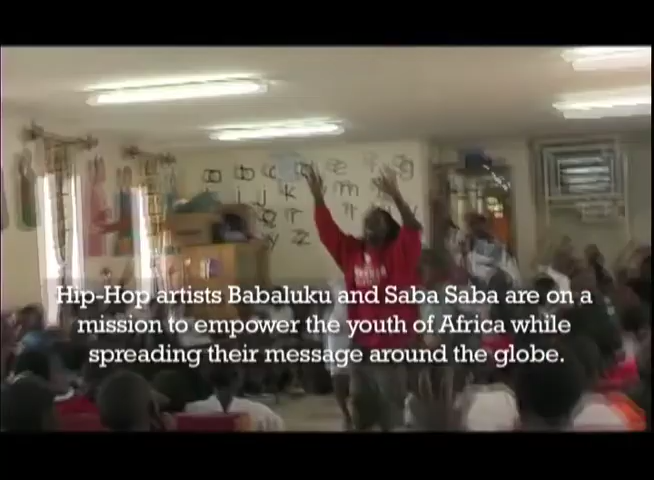 Hip-Hop artists Babaluku and Saba Saba are on a
mission to empower the youth of Africa while
spreading their message around the globe.